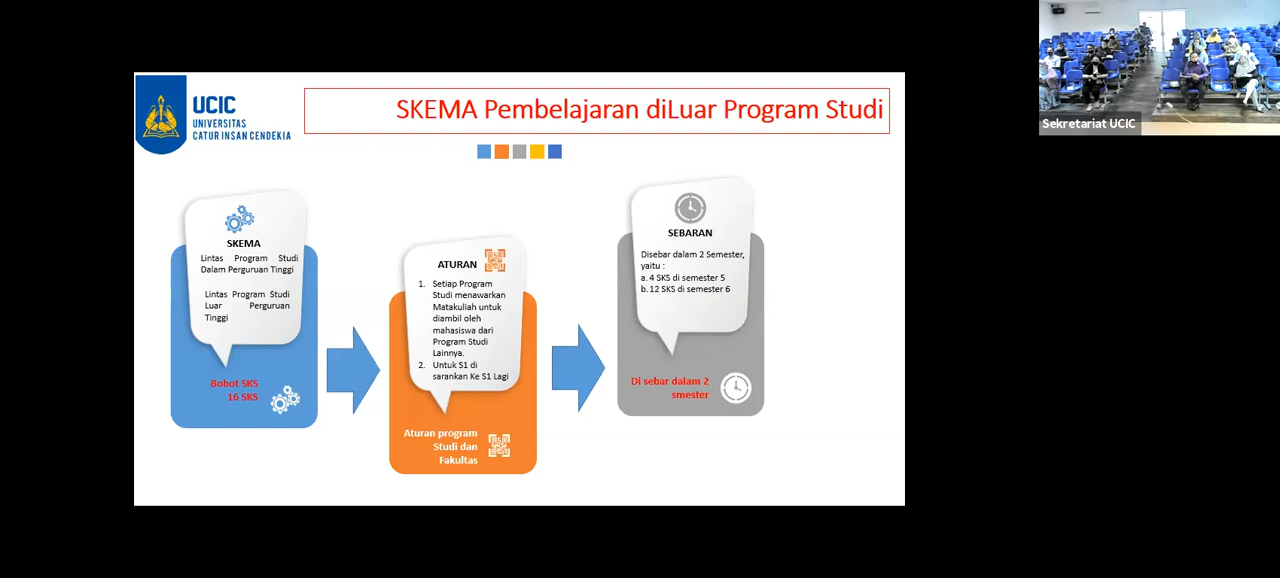 UCIC
UNIVERSITAS
CATUR INSAN CENDEKIA
SKEMA Pembelajaran diLuar Program Studi
Sekretariat UCIC
SKEMA
Lintas Program Studi
Dalam Perguruan Tinggi
Lintas Program Studi
Luar Perguruan
Tinggi
Bobot SKS
16 SKS
ATURAN
1. Setiap Program
Studi menawarkan
Matakuliah untuk
diambil oleh
mahasiswa dari
Program Studi
Lainnya.
2. Untuk S1 di
sarankan Ke S1 Lagi
Aturan program
Studi dan
Fakultas
SEBARAN
Disebar dalam 2 Semester,
yaitu :
a. 4 SKS di semester 5
b. 12 SKS di semester 6
Di sebar dalam 2
smester